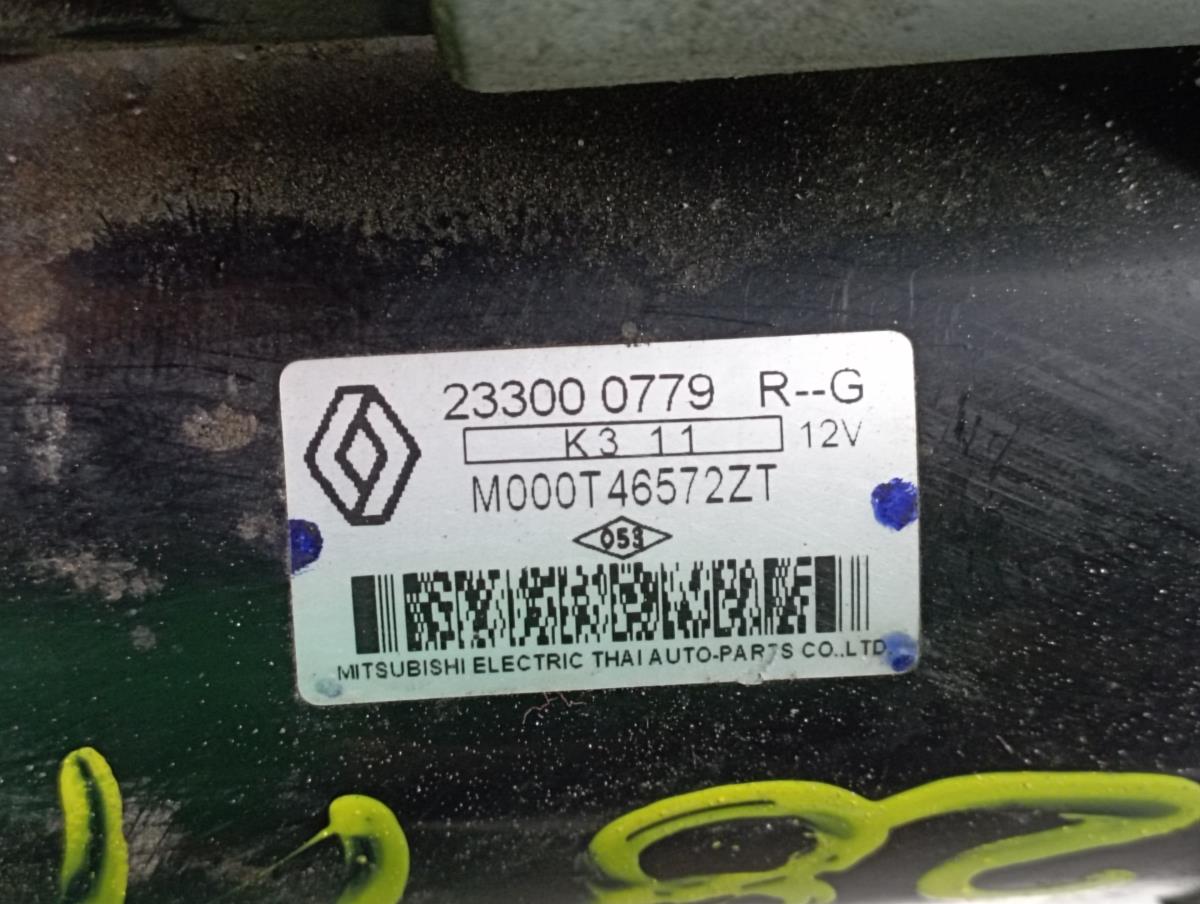 23300 0779 R--G
K3 11 12V
M000T46572ZT
053
MITSUBISHI ELECTRIC THAI AUTO-PARTS CO.,LTD.